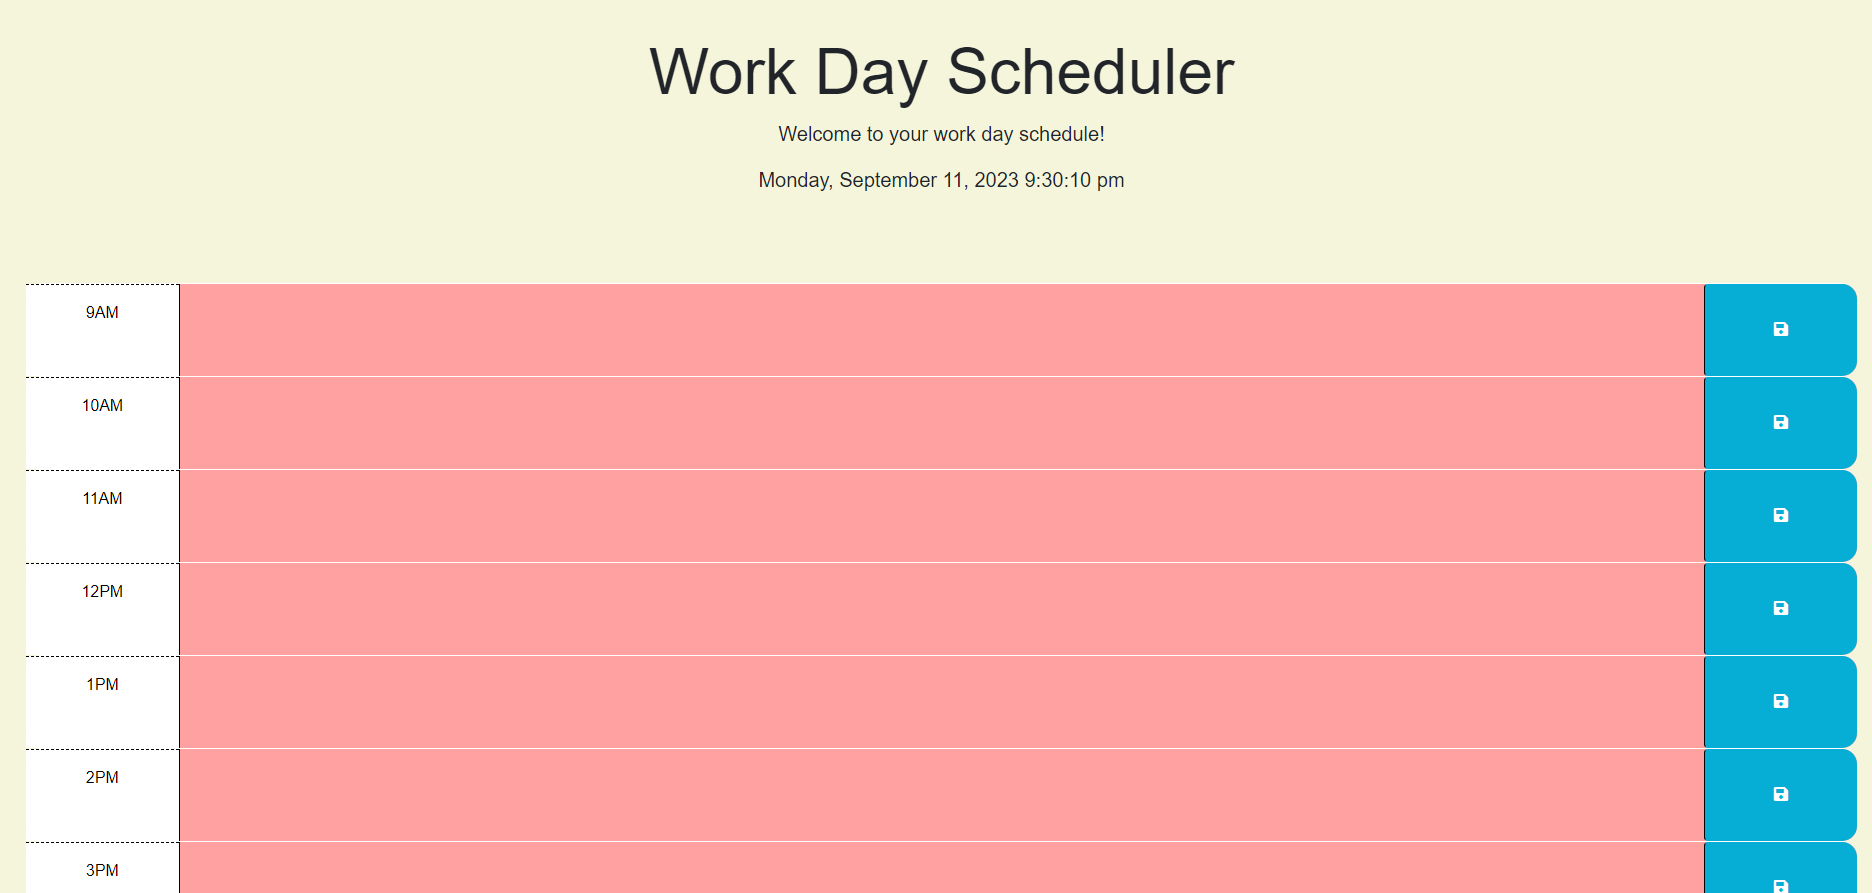 Work Day Scheduler
Welcome to your work day schedule!
Monday, September 11, 2023 9:30:10 pm
9AM
10AM
11AM
12PM
1PM
2PM
3PM